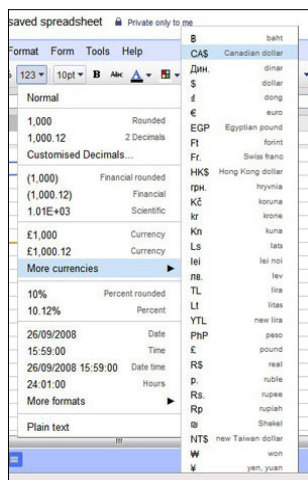 saved spreadsheet Private only to me
Format Form Tools Help
123 10pt B Abc A
Normal
1,000 Rounded
1,000.12 2 Decimals
Customised Decimals...
(1,000) Financial rounded
(1,000.12) Financial
1.01E+03 Scientific
£1,000 Currency
£1,000.12 Currency
More currencies
10% Percent rounded
10.12% Percent
26/09/2008 Date
15:59:00 Time
26/09/2008 15:59:00 Date time
24:01:00 Hours
More formats
Plain text
฿ baht
CA$ Canadian dollar
Дин. dinar
$ dollar
₫ dong
€ euro
EGP Egyptian pound
Ft forint
Fr. Swiss franc
HK$ Hong Kong dollar
грн. hryvnia
Kč koruna
kr krone
Kn kuna
Ls lats
lei lei noi
лв. lev
TL lira
Lt litas
YTL new lira
PhP peso
£ pound
R$ real
р. ruble
Rs. rupee
Rp rupiah
₪ Shekel
NT$ new Taiwan dollar
₩ won
¥ yen, yuan